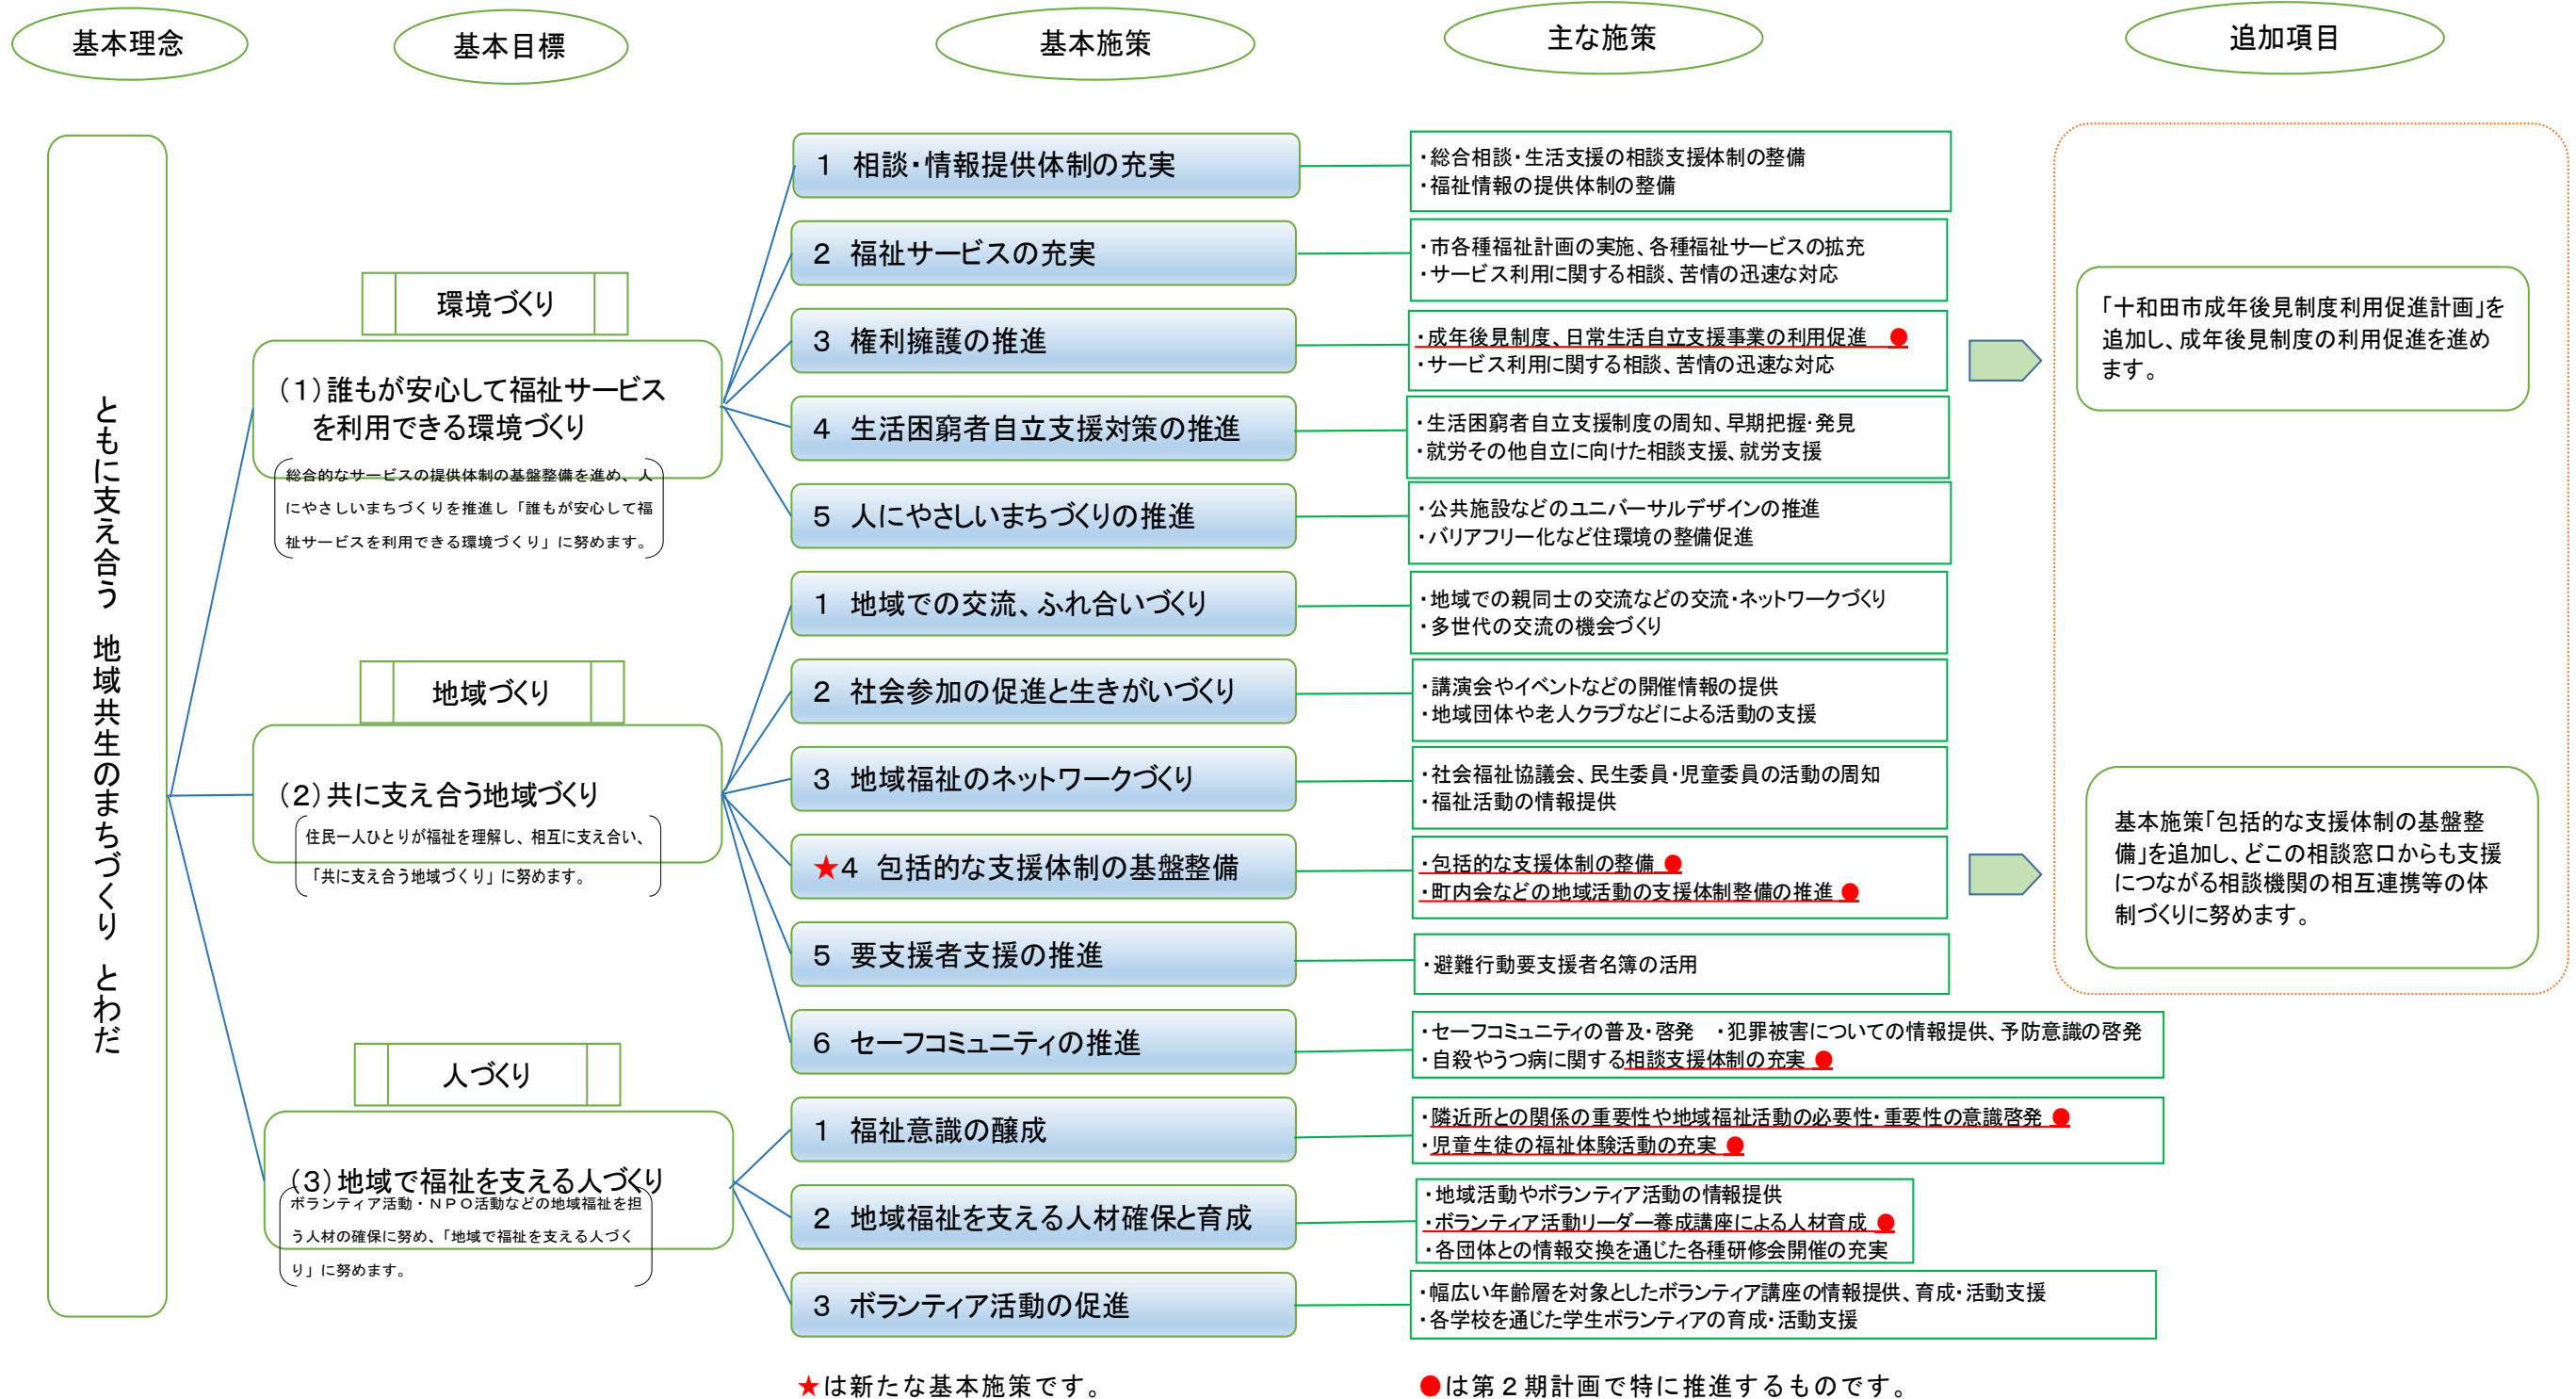 基本理念
基本目標
基本施策
主な施策
追加項目
ともに支え合う 地域共生のまちづくり とわだ
環境づくり
(1)誰もが安心して福祉サービス
を利用できる環境づくり
総合的なサービスの提供体制の基盤整備を進め、人
にやさしいまちづくりを推進し「誰もが安心して福
祉サービスを利用できる環境づくり」に努めます。
1 相談・情報提供体制の充実
・総合相談・生活支援の相談支援体制の整備
・福祉情報の提供体制の整備
2 福祉サービスの充実
・市各種福祉計画の実施、各種福祉サービスの拡充
・サービス利用に関する相談、苦情の迅速な対応
3 権利擁護の推進
・成年後見制度、日常生活自立支援事業の利用促進 ●
・サービス利用に関する相談、苦情の迅速な対応
「十和田市成年後見制度利用促進計画」を
追加し、成年後見制度の利用促進を進め
ます。
4 生活困窮者自立支援対策の推進
・生活困窮者自立支援制度の周知、早期把握・発見
・就労その他自立に向けた相談支援、就労支援
5 人にやさしいまちづくりの推進
・公共施設などのユニバーサルデザインの推進
・バリアフリー化など住環境の整備促進
地域づくり
(2)共に支え合う地域づくり
住民一人ひとりが福祉を理解し、相互に支え合い、
「共に支え合う地域づくり」に努めます。
1 地域での交流、ふれ合いづくり
・地域での親同士の交流などの交流・ネットワークづくり
・多世代の交流の機会づくり
2 社会参加の促進と生きがいづくり
・講演会やイベントなどの開催情報の提供
・地域団体や老人クラブなどによる活動の支援
3 地域福祉のネットワークづくり
・社会福祉協議会、民生委員・児童委員の活動の周知
・福祉活動の情報提供
★4 包括的な支援体制の基盤整備
・包括的な支援体制の整備 ●
・町内会などの地域活動の支援体制整備の推進 ●
基本施策「包括的な支援体制の基盤整
備」を追加し、どこの相談窓口からも支援
につながる相談機関の相互連携等の体
制づくりに努めます。
5 要支援者支援の推進
・避難行動要支援者名簿の活用
6 セーフコミュニティの推進
・セーフコミュニティの普及・啓発 ・犯罪被害についての情報提供、予防意識の啓発
・自殺やうつ病に関する相談支援体制の充実 ●
人づくり
(3)地域で福祉を支える人づくり
ボランティア活動・NPO活動などの地域福祉を担
う人材の確保に努め、「地域で福祉を支える人づく
り」に努めます。
1 福祉意識の醸成
・隣近所との関係の重要性や地域福祉活動の必要性・重要性の意識啓発 ●
・児童生徒の福祉体験活動の充実 ●
2 地域福祉を支える人材確保と育成
・地域活動やボランティア活動の情報提供
・ボランティア活動リーダー養成講座による人材育成 ●
・各団体との情報交換を通じた各種研修会開催の充実
3 ボランティア活動の促進
・幅広い年齢層を対象としたボランティア講座の情報提供、育成・活動支援
・各学校を通じた学生ボランティアの育成・活動支援
★は新たな基本施策です。
●は第2期計画で特に推進するものです。